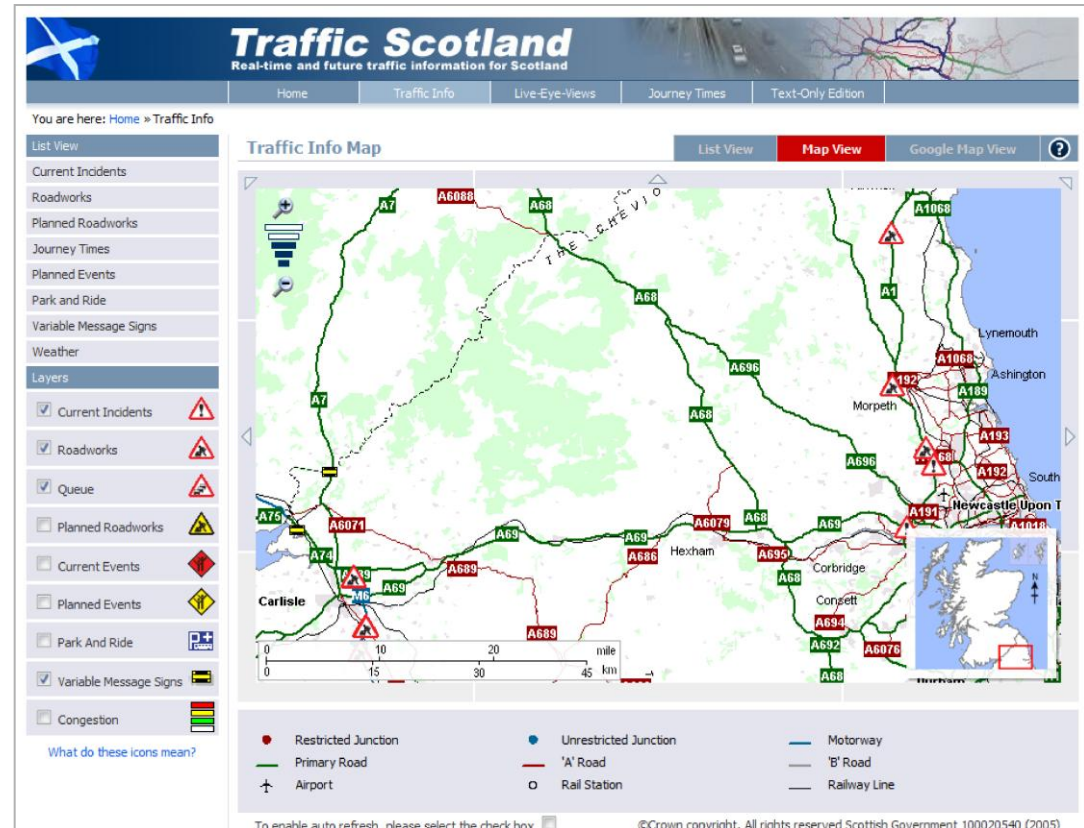 Traffic Scotland
Real-time and future traffic information for Scotland
Home Traffic Info Live-Eye-Views Journey Times Text-Only Edition
You are here: Home » Traffic Info
List View
Current Incidents
Roadworks
Planned Roadworks
Journey Times
Planned Events
Park and Ride
Variable Message Signs
Weather
Layers
Current Incidents
Roadworks
Queue
Planned Roadworks
Current Events
Planned Events
Park And Ride
Variable Message Signs
Congestion
What do these icons mean?
Traffic Info Map
List View Map View Google Map View ?
A7 A6088 A68 A1068
THE CHEVIO
A68 A1
Lynemouth
A1068
A696 Ashington
192 A189
A7 Morpeth
A68
A193
A696 68 A192
South
Newcastle Upon T
A75 A6071 A6079 A68 A69 A191 A1018
A69 A69
A686 Hexham A695
A74 A689 Corbridge
9 A69 A68
Carlisle M6 Consett
A694 N
A689 A692 A6076
A68
0 10 20 mile
0 15 30 45 km
Restricted Junction Unrestricted Junction Motorway
Primary Road 'A' Road 'B' Road
Airport Rail Station Railway Line
To enable auto refresh, please select the check box
©Crown copyright. All rights reserved Scottish Government 100020540 (2005)